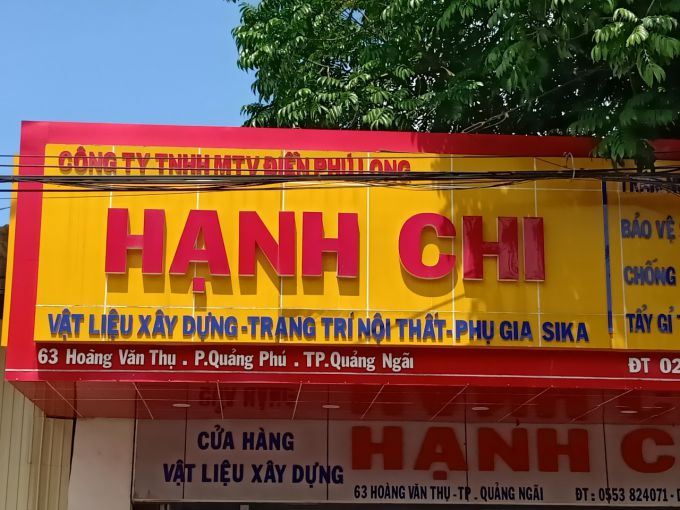 CÔNG TY TNHH MTV ĐIỀN PHÚ LONG
HẠNH CHI
VẬT LIỆU XÂY DỰNG-TRANG TRÍ NỘI THẤT-PHỤ GIA SIKA
BẢO VỆ
CHỐNG
TẨY GỈ
63 Hoàng Văn Thụ . P.Quảng Phú . TP.Quảng Ngãi
ĐT 02
CỬA HÀNG
VẬT LIỆU XÂY DỰNG
HẠNH C
63 HOÀNG VĂN THỤ-TP . QUẢNG NGÃI
ĐT : 0553 824071-